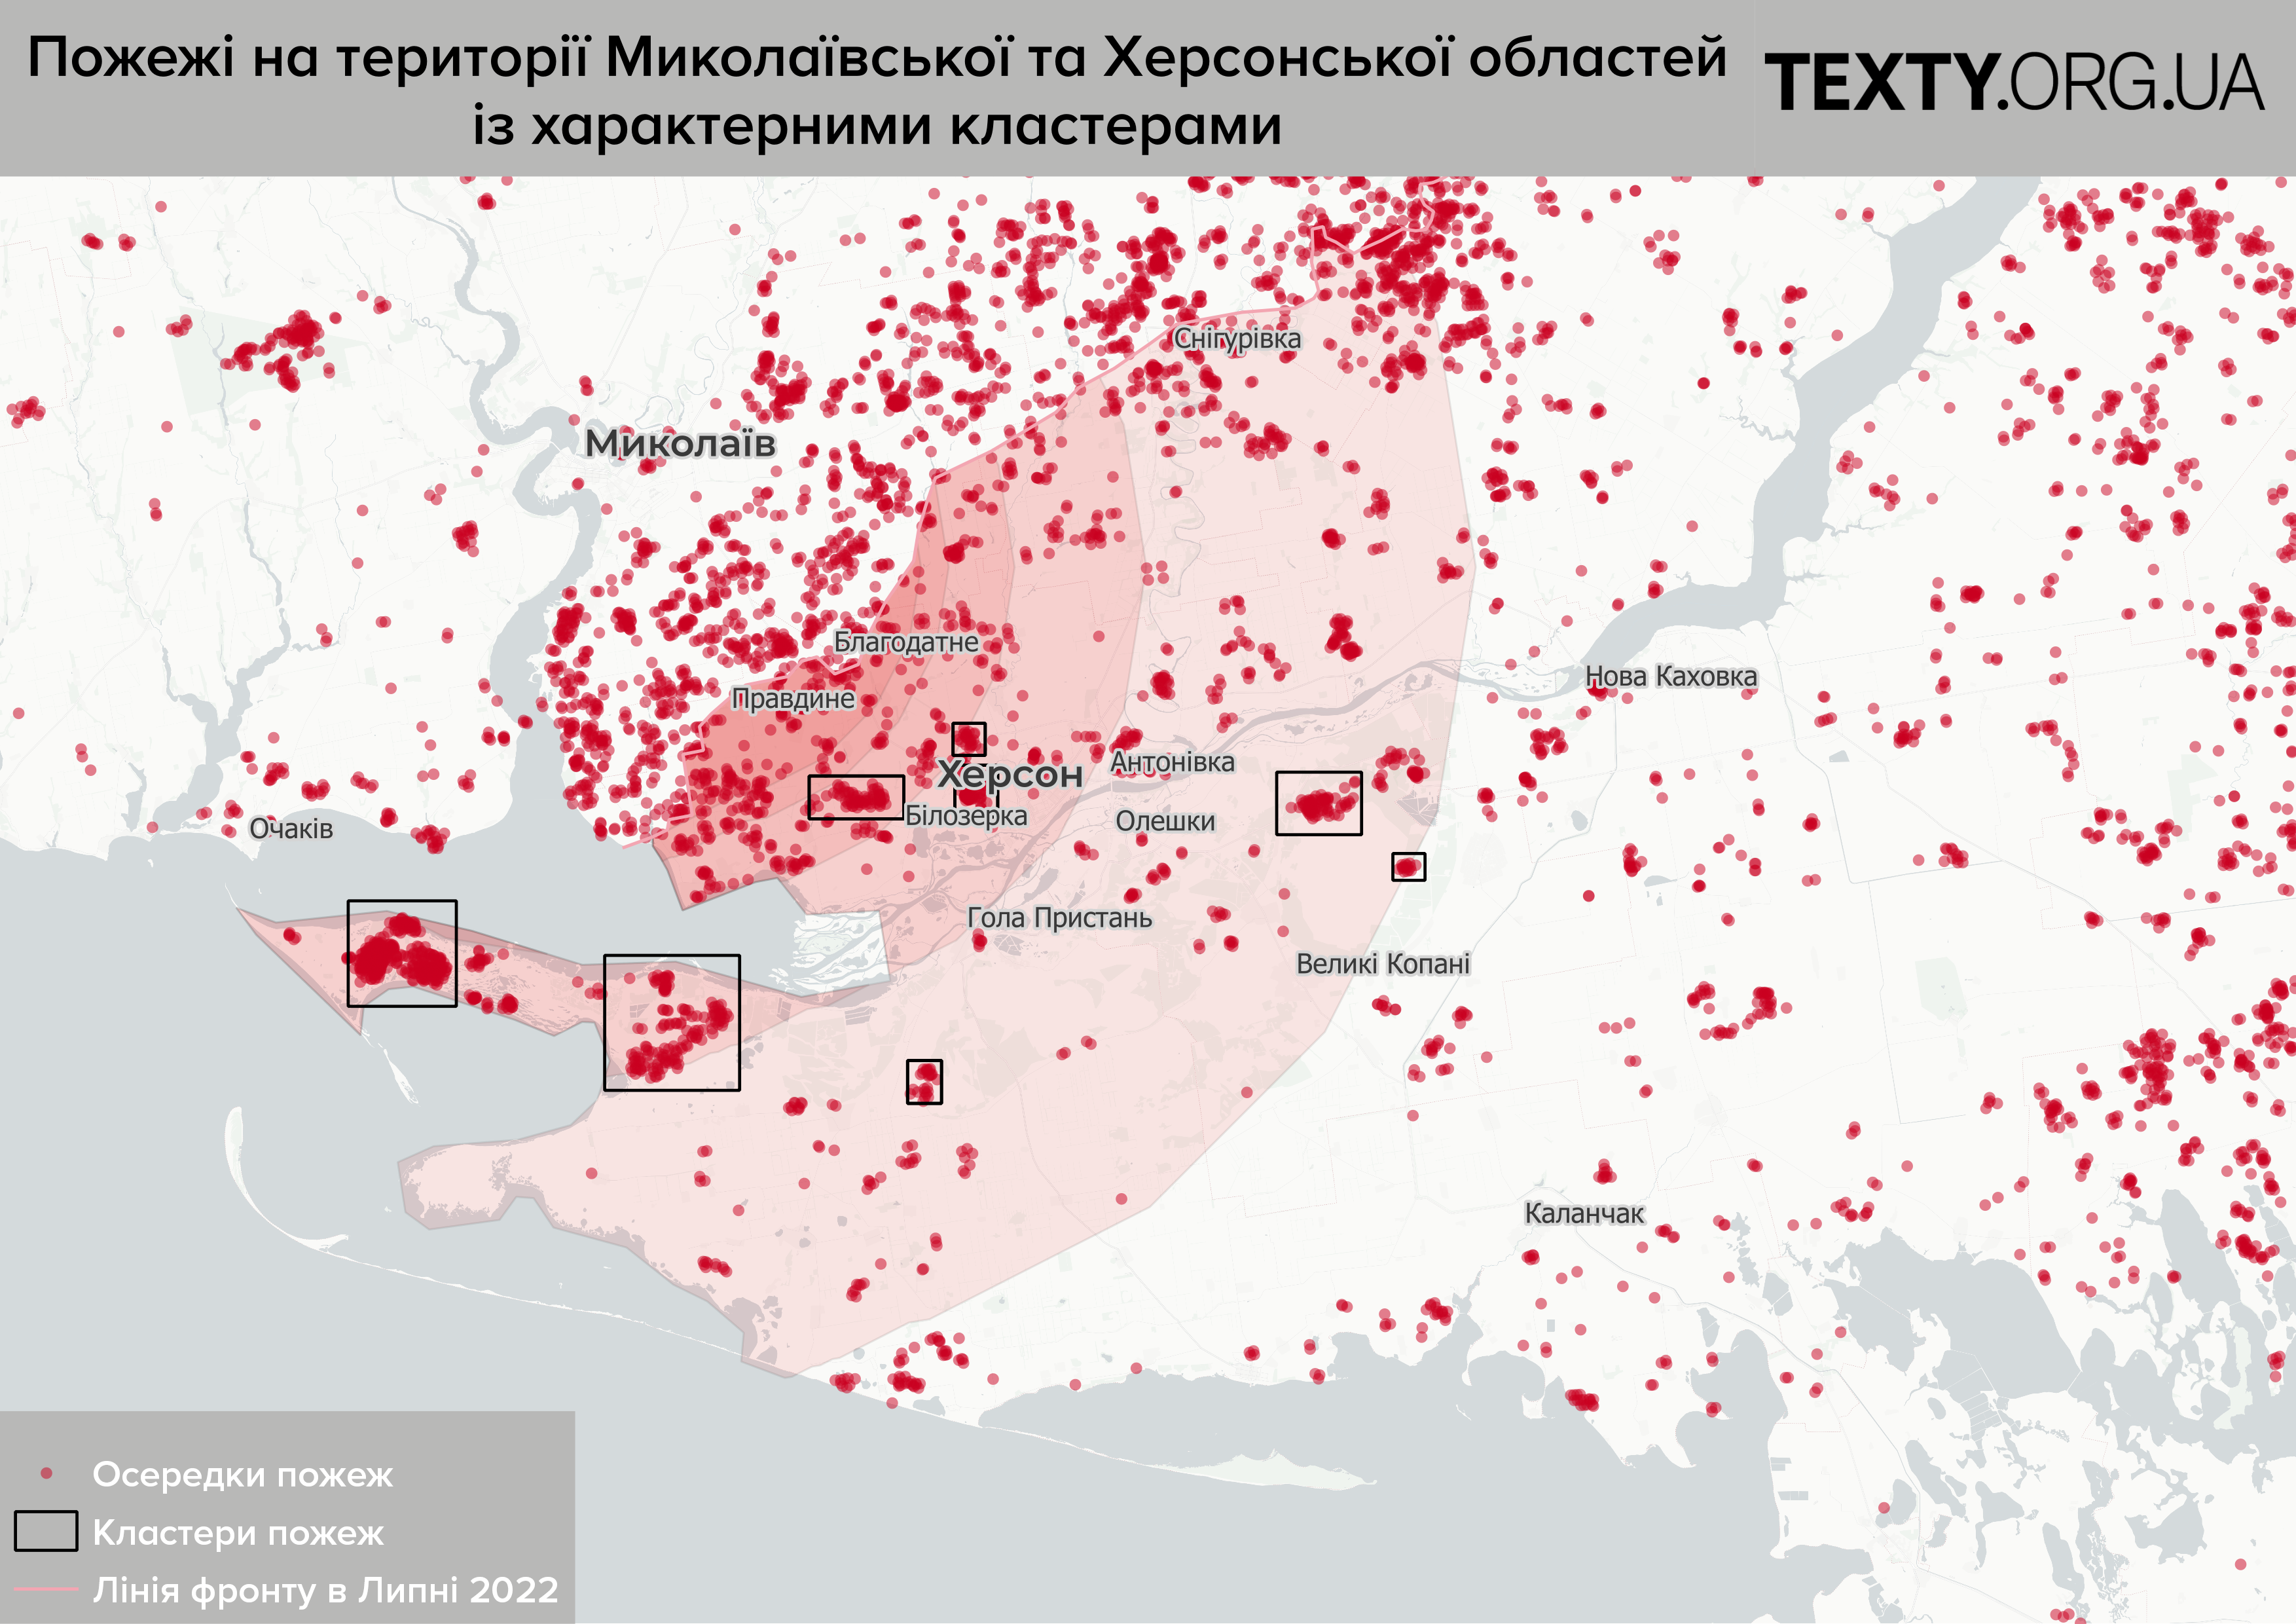 Пожежі на території Миколаївської та Херсонської областей
із характерними кластерами
TEXTY.ORG.UA
Снігурівка
Миколаїв
Благодатне
Нова Каховка
Правдине
Антонівка
Херсон
Білозерка
Олешки
Очаків
Гола Пристань
Великі Копані
Каланчак
Осередки пожеж
Кластери пожеж
Лінія фронту в Липні 2022